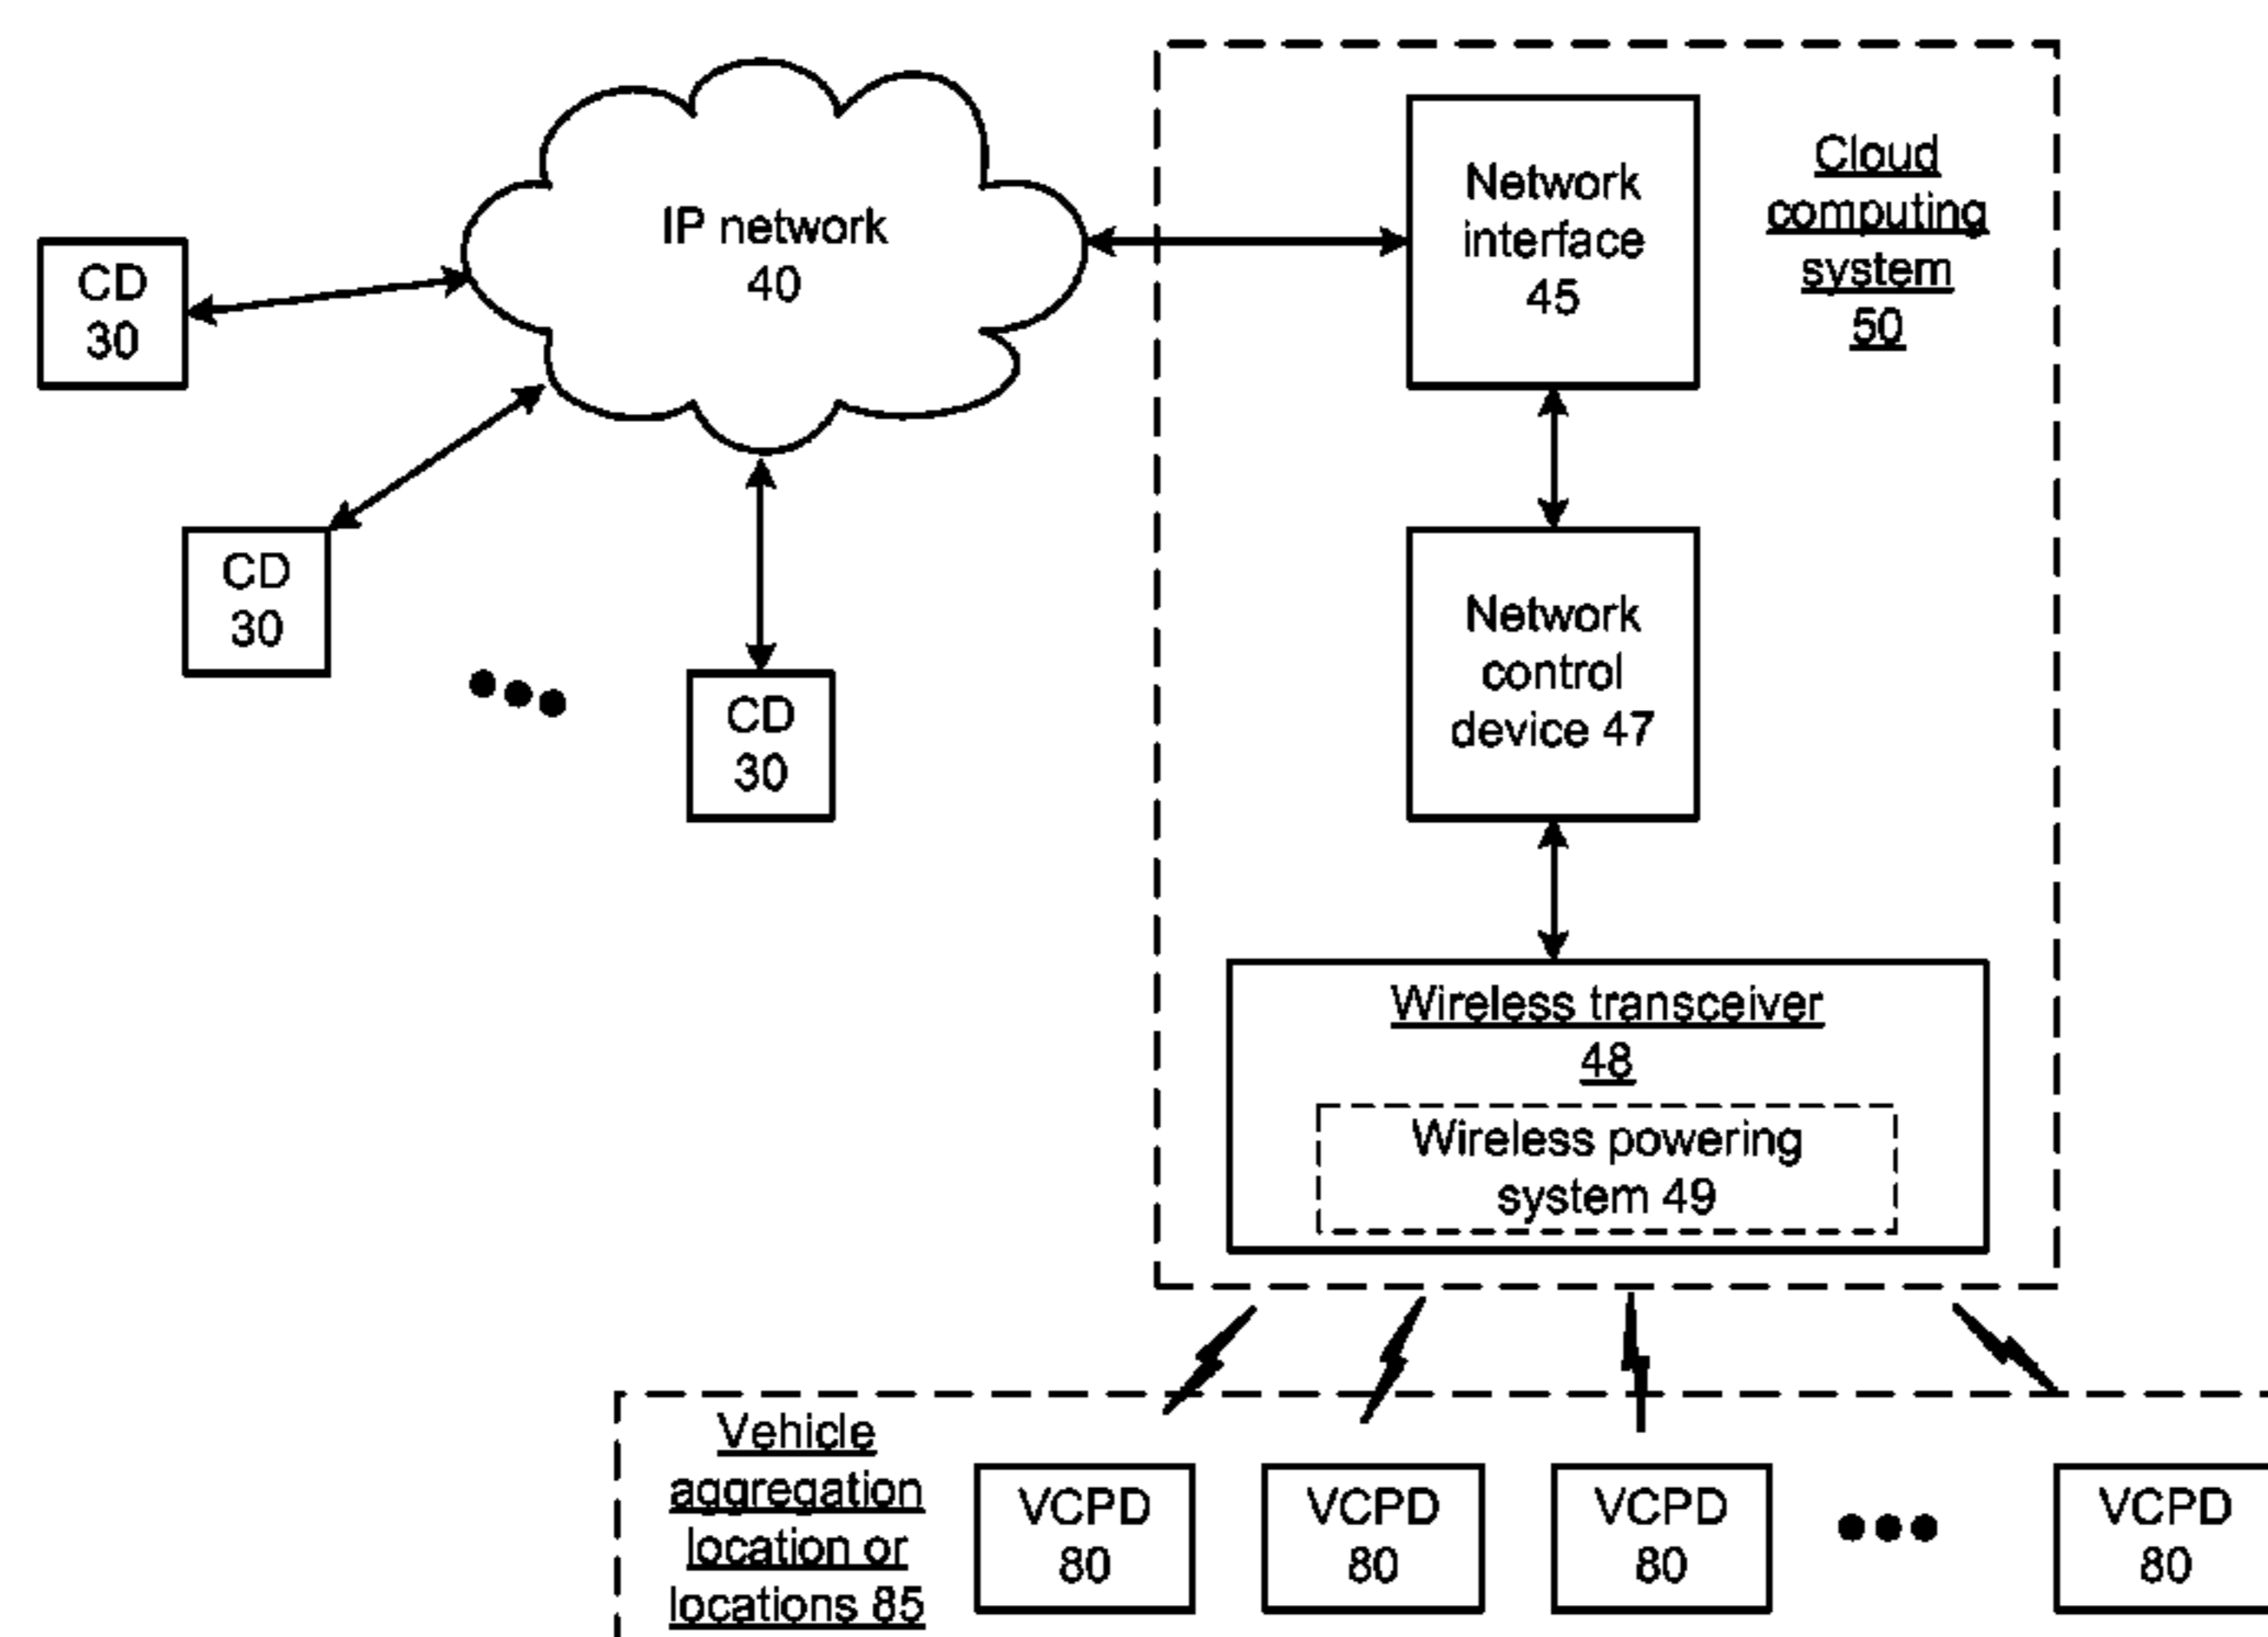 IP network
40
CD
30
CD
30
CD
30
Network
interface
45
Cloud
computing
system
50
Network
control
device 47
Wireless transceiver
48
Wireless powering
system 49
Vehicle
aggregation
location or
locations 85
VCPD
80
VCPD
80
VCPD
80
VCPD
80